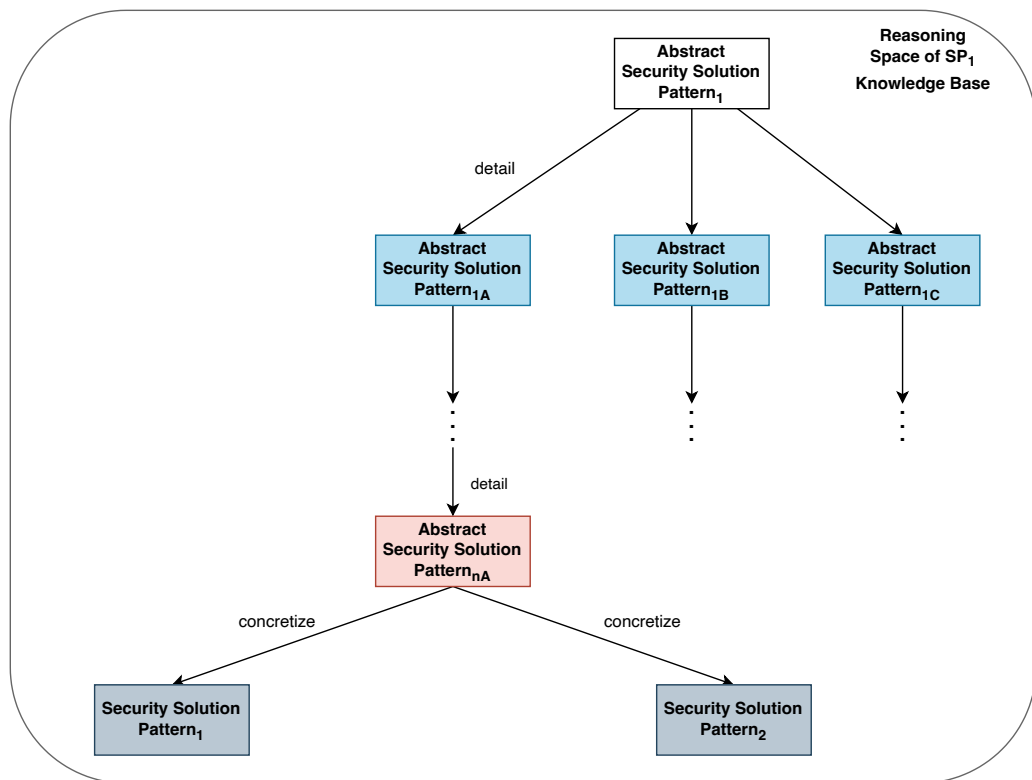 Reasoning
Space of SP1
Knowledge Base
Abstract
Security Solution
Pattern1
detail
Abstract
Security Solution
Pattern1A
Abstract
Security Solution
Pattern1B
Abstract
Security Solution
Pattern1C
detail
Abstract
Security Solution
PatternnA
concretize
concretize
Security Solution
Pattern1
Security Solution
Pattern2